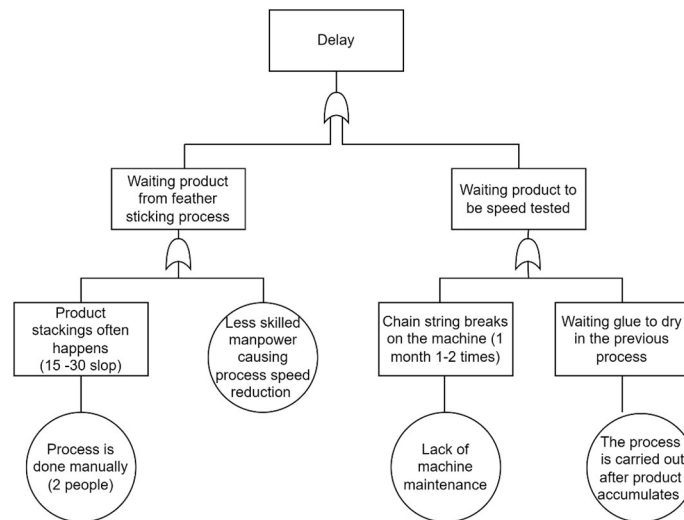 Delay
Waiting product
from feather
sticking process
Waiting product to
be speed tested
Product
stackings often
happens
(15 -30 slop)
Less skilled
manpower
causing
process speed
reduction
Chain string breaks
on the machine (1
month 1-2 times)
Waiting glue to dry
in the previous
process
Process is
done manually
(2 people)
Lack of
machine
maintenance
The process
is carried out
after product
accumulates